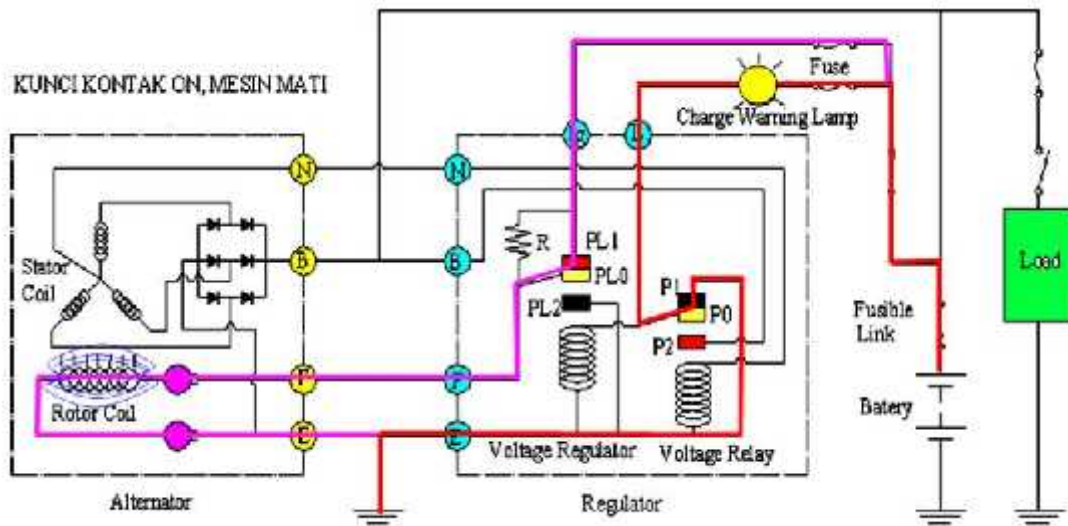 KUNCI KONTAK ON, MESIN MATI
Fuse
Charge Warning Lamp
Ig
L
N
N
Stator
Coil
B
B
R
PL1
PL0
PL2
P1
P0
P2
Load
Fusible
Link
F
F
Rotor Coil
E
E
Voltage Regulator
Voltage Relay
Batery
Alternator
Regulator